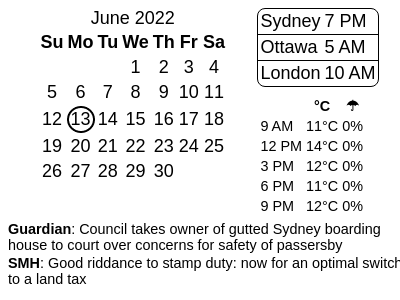 June 2022
Su Mo Tu We Th Fr Sa
1 2 3 4
5 6 7 8 9 10 11
12 13 14 15 16 17 18
19 20 21 22 23 24 25
26 27 28 29 30
Sydney 7 PM
Ottawa 5 AM
London 10 AM
°C ☂
9 AM 11°C 0%
12 PM 14°C 0%
3 PM 12°C 0%
6 PM 11°C 0%
9 PM 12°C 0%
Guardian: Council takes owner of gutted Sydney boarding
house to court over concerns for safety of passersby
SMH: Good riddance to stamp duty: now for an optimal switch
to a land tax